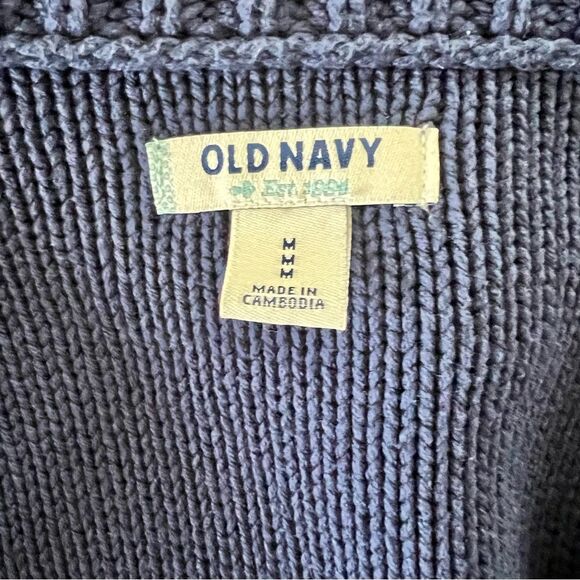 OLD NAVY
Est. 1994
M
M
M
MADE IN
CAMBODIA